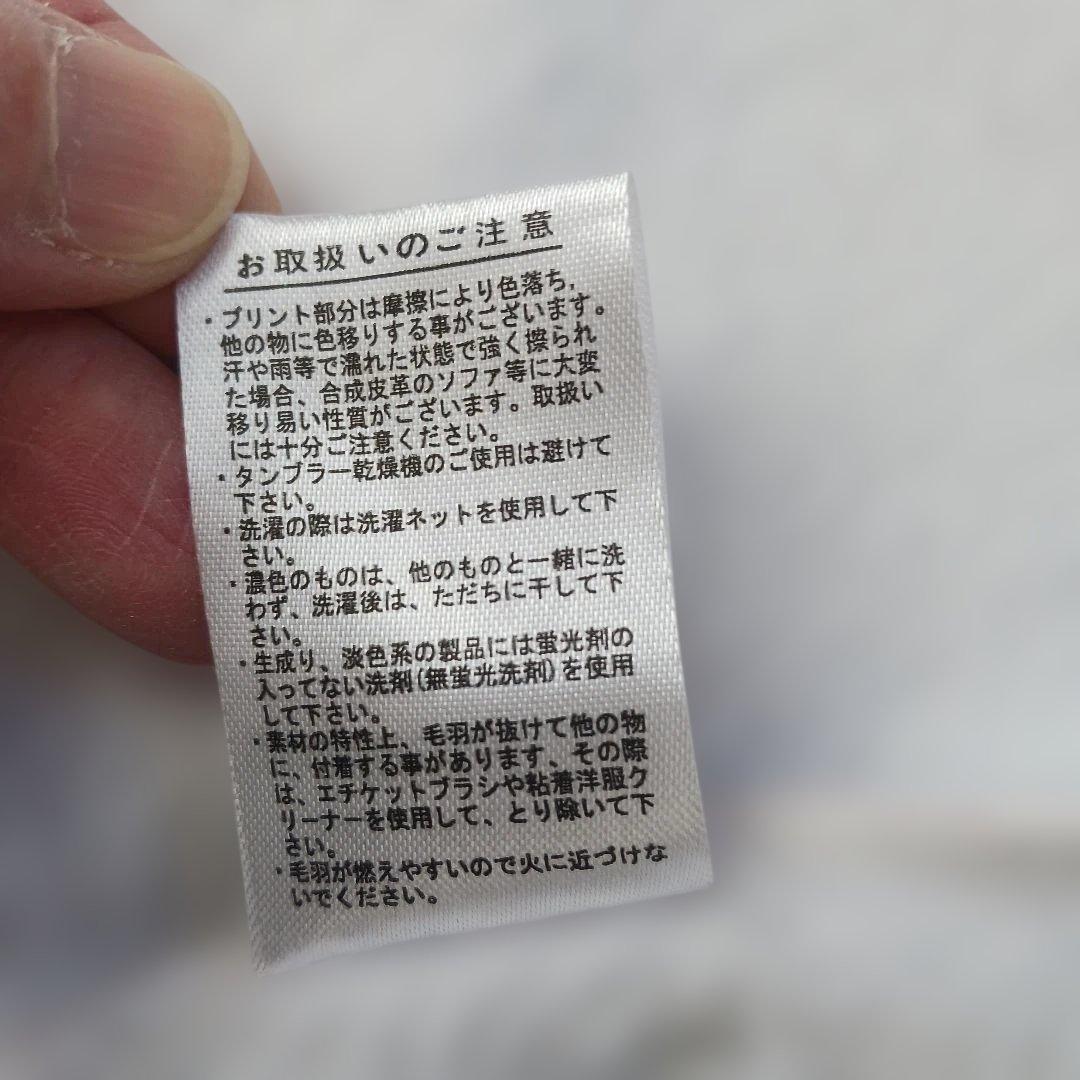 お取扱いのご注意
・プリント部分は摩擦により色落ち,
他の物に色移りする事がございます。
汗や雨等で濡れた状態で強く擦られ
た場合、合成皮革のソファ等に大変
移り易い性質がございます。取扱い
には十分ご注意ください。
・タンブラー乾燥機のご使用は避けて
下さい。
・洗濯の際は洗濯ネットを使用して下
さい。
・濃色のものは、他のものと一緒に洗
わず、洗濯後は、ただちに干して下
さい。
・生成り、淡色系の製品には蛍光剤の
入ってない洗剤(無蛍光洗剤)を使用
して下さい。
・素材の特性上、毛羽が抜けて他の物
に、付着する事があります、その際
は、エチケットブラシや粘着洋服ク
リーナーを使用して、とり除いて下
さい。
・毛羽が燃えやすいので火に近づけな
いでください。